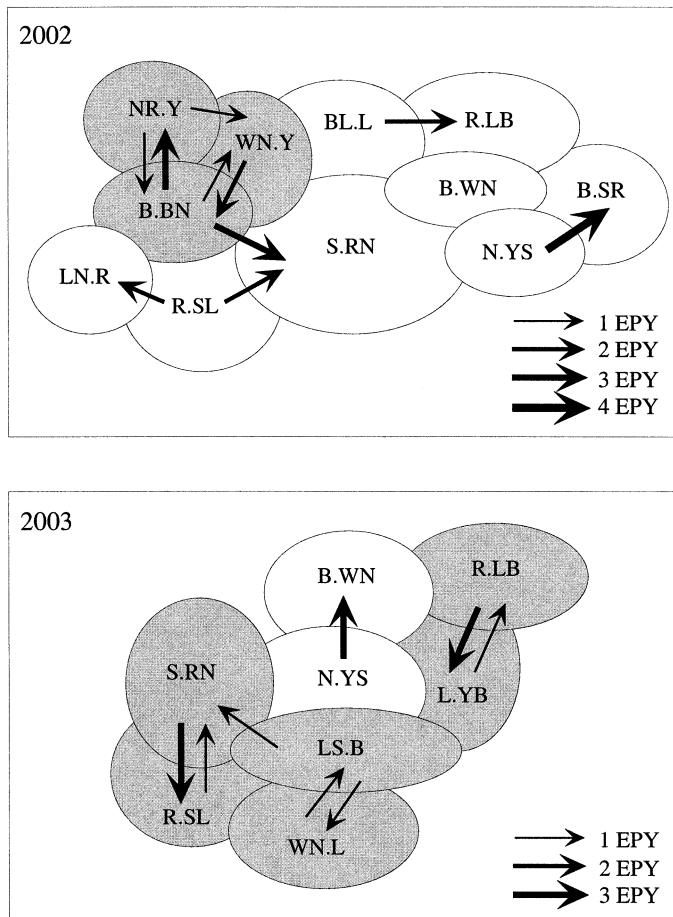 2002
NR.Y
WN.Y
BL.L
R.LB
B.BN
B.WN
B.SR
LN.R
R.SL
S.RN
N.YS
1 EPY
2 EPY
3 EPY
4 EPY
2003
B.WN
R.LB
S.RN
N.YS
L.YB
LS.B
R.SL
WN.L
1 EPY
2 EPY
3 EPY